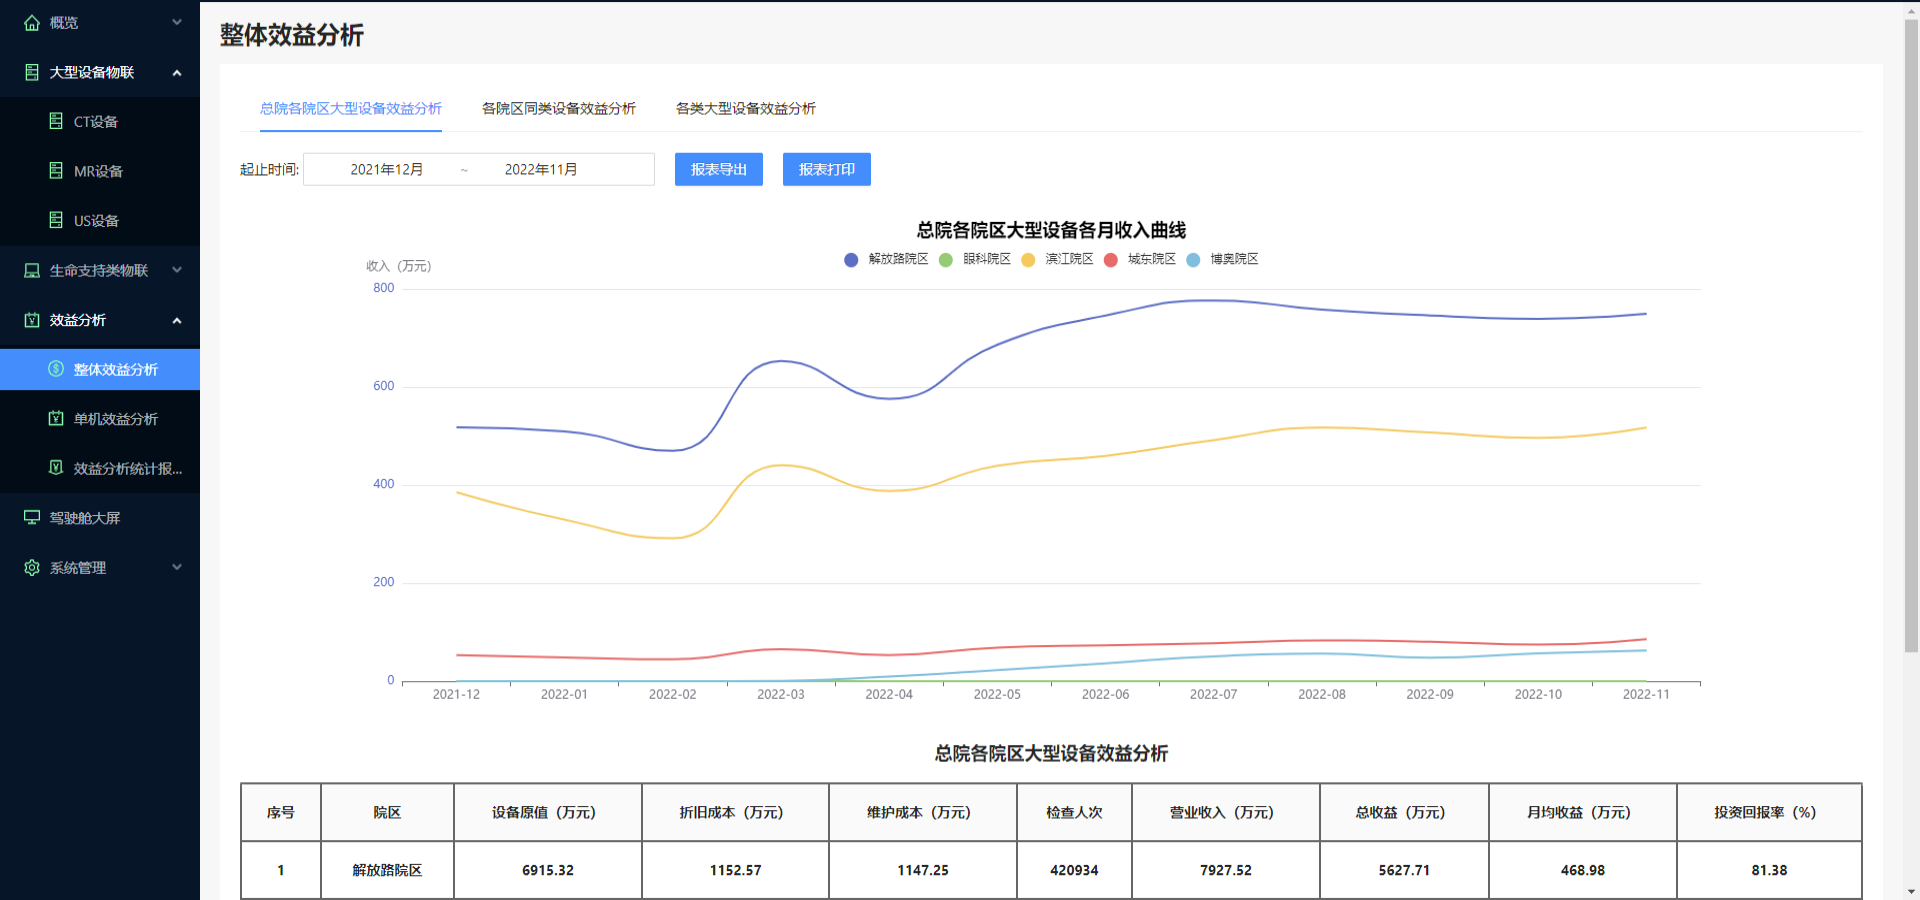 概览
大型设备物联
CT设备
MR设备
US设备
生命支持类物联
效益分析
整体效益分析
单机效益分析
效益分析统计报...
驾驶舱大屏
系统管理
整体效益分析
总院各院区大型设备效益分析 各院区同类设备效益分析 各类大型设备效益分析
起止时间: 2021年12月 ~ 2022年11月 报表导出 报表打印
总院各院区大型设备各月收入曲线
解放路院区 眼科院区 滨江院区 城东院区 博奥院区
收入（万元）
800
600
400
200
0
2021-12 2022-01 2022-02 2022-03 2022-04 2022-05 2022-06 2022-07 2022-08 2022-09 2022-10 2022-11
总院各院区大型设备效益分析
序号 院区 设备原值（万元） 折旧成本（万元） 维护成本（万元） 检查人次 营业收入（万元） 总收益（万元） 月均收益（万元） 投资回报率（%）
1 解放路院区 6915.32 1152.57 1147.25 420934 7927.52 5627.71 468.98 81.38